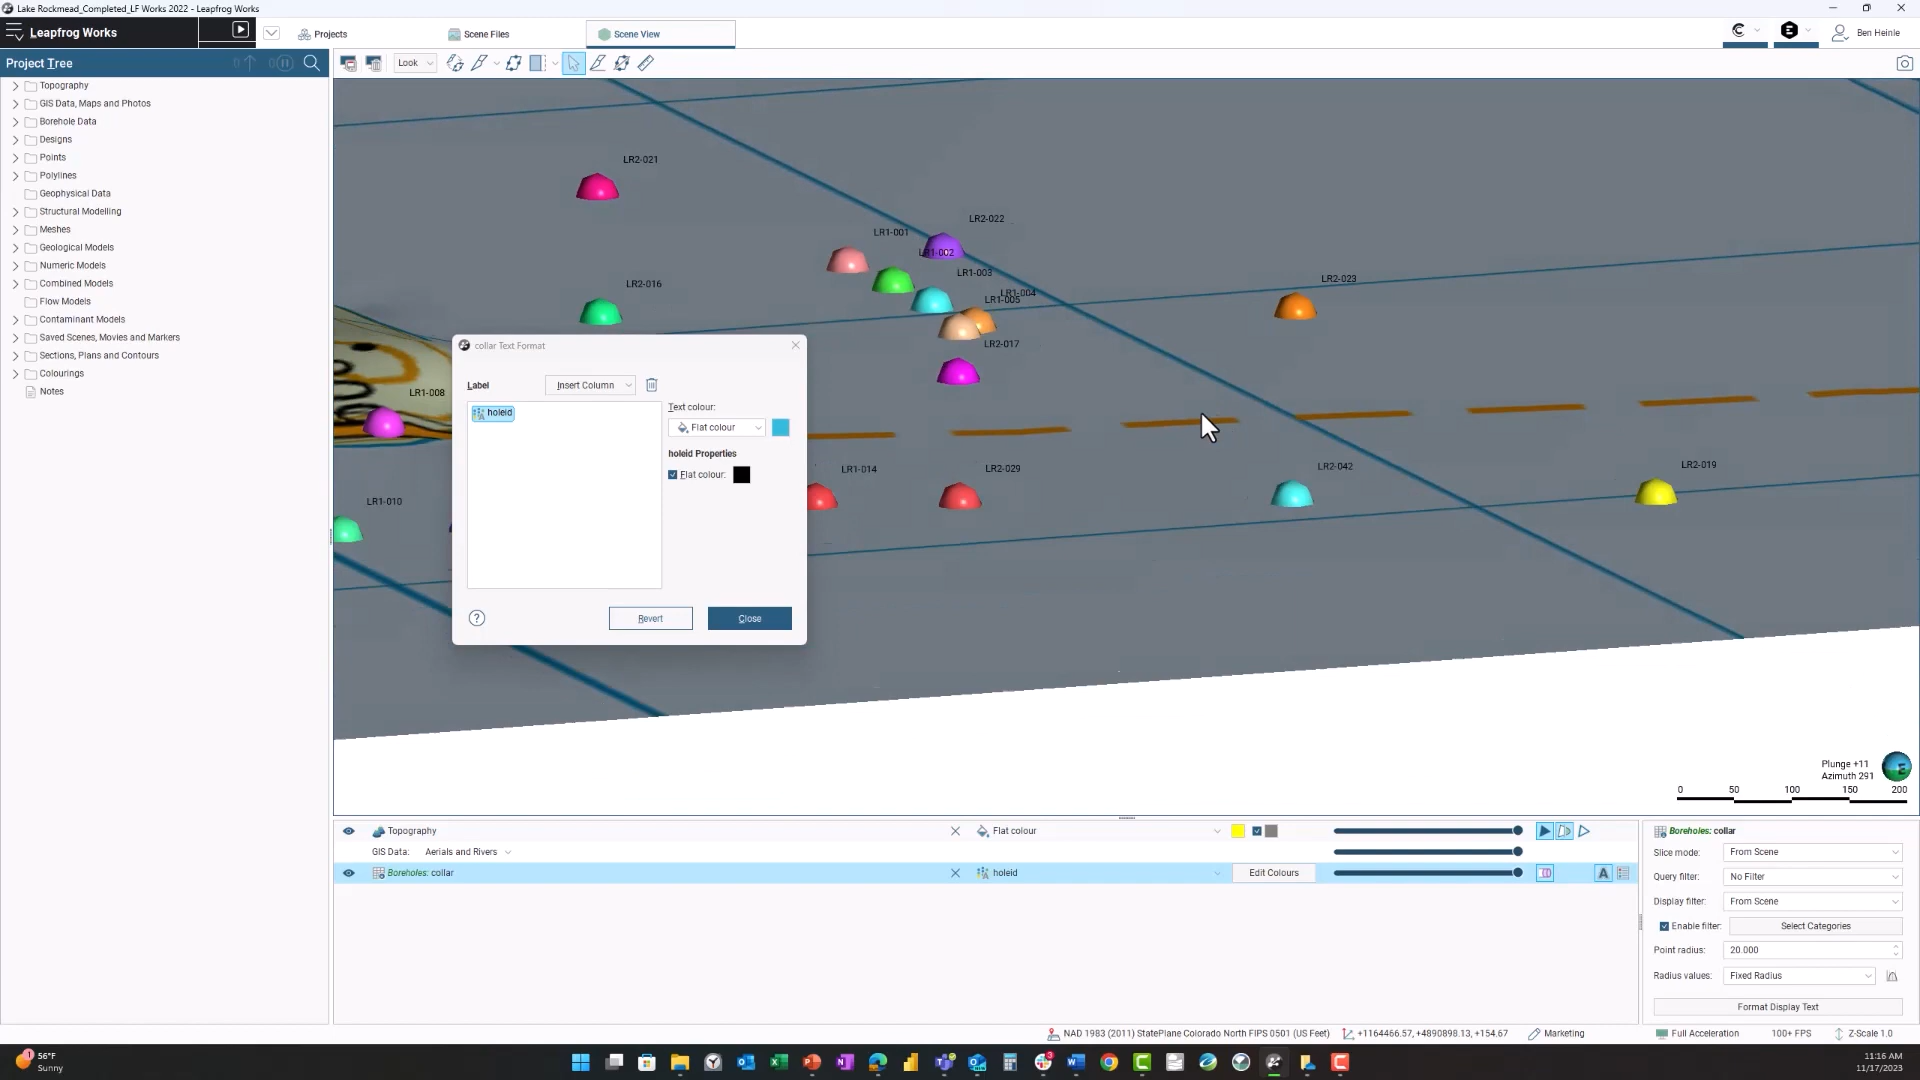 Lake Rockmead_Completed_LF Works 2022 - Leapfrog Works
Leapfrog Works
Projects
Scene Files
Scene View
Ben Heinle
Project Tree
0
0
Look
Topography
GIS Data, Maps and Photos
Borehole Data
Designs
Points
Polylines
Geophysical Data
Structural Modelling
Meshes
Geological Models
Numeric Models
Combined Models
Flow Models
Contaminant Models
Saved Scenes, Movies and Markers
Sections, Plans and Contours
Colourings
Notes
LR2-021
LR2-022
LR1-001
LR1-002
LR1-003
LR2-016
LR2-023
LR1-004
LR1-005
LR2-017
LR1-008
LR1-014
LR2-029
LR2-042
LR2-019
LR1-010
collar Text Format
Label
Insert Column
holeid
Text colour:
Flat colour
holeid Properties
Flat colour:
?
Revert
Close
Plunge +11
Azimuth 291
0 50 100 150 200
Topography
Flat colour
GIS Data: Aerials and Rivers
Boreholes: collar
holeid
Edit Colours
A
Boreholes: collar
Slice mode: From Scene
Query filter: No Filter
Display filter: From Scene
Enable filter: Select Categories
Point radius: 20.000
Radius values: Fixed Radius
Format Display Text
NAD 1983 (2011) StatePlane Colorado North FIPS 0501 (US Feet)
+1164466.57, +4890898.13, +154.67
Marketing
Full Acceleration
100+ FPS
Z-Scale 1.0
1
56°F
Sunny
11:16 AM
11/17/2023